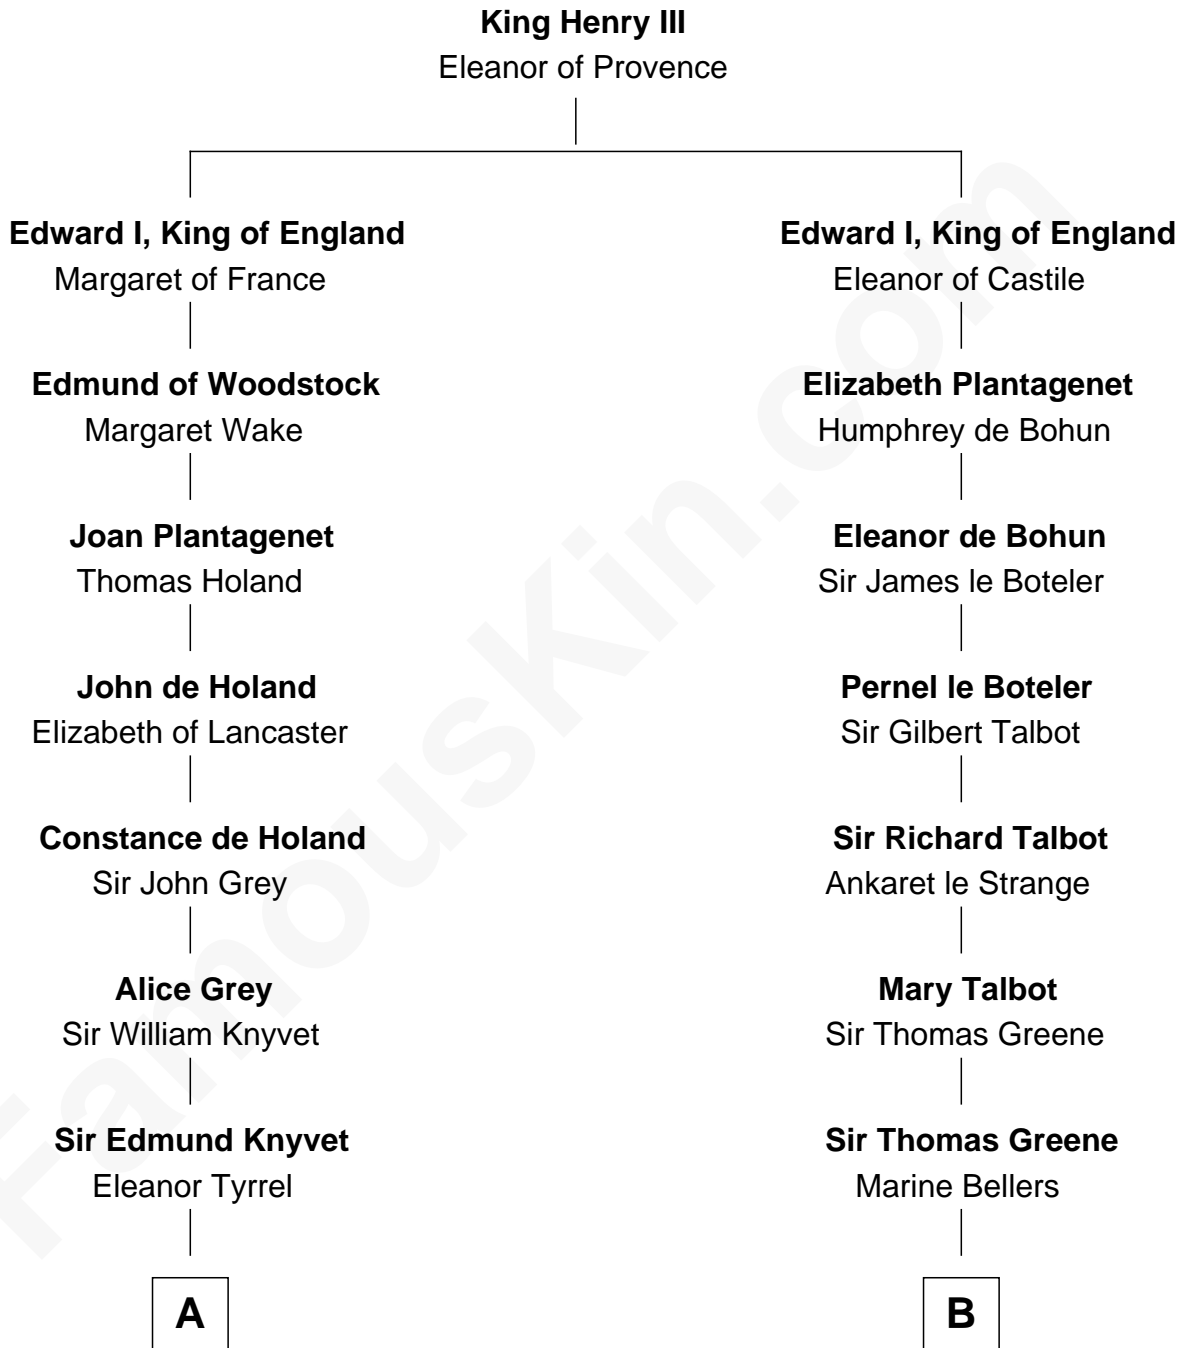 King Henry III
Eleanor of Provence
Edward I, King of England
Margaret of France
Edward I, King of England
Eleanor of Castile
Edmund of Woodstock
Margaret Wake
Elizabeth Plantagenet
Humphrey de Bohun
Joan Plantagenet
Thomas Holand
Eleanor de Bohun
Sir James le Boteler
John de Holand
Elizabeth of Lancaster
Pernel le Boteler
Sir Gilbert Talbot
Constance de Holand
Sir John Grey
Sir Richard Talbot
Ankaret le Strange
Alice Grey
Sir William Knyvet
Mary Talbot
Sir Thomas Greene
Sir Edmund Knyvet
Eleanor Tyrrel
Sir Thomas Greene
Marine Bellers
A
B
FamousKin.com